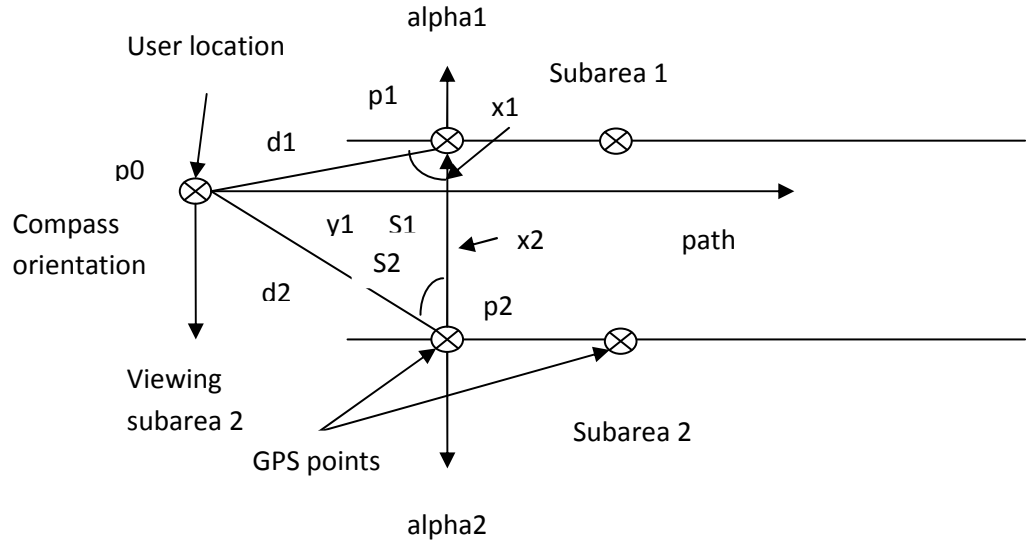 alpha1
User location
Subarea 1
p1
x1
d1
p0
Compass
orientation
y1
S1
x2
path
S2
d2
p2
Viewing
subarea 2
Subarea 2
GPS points
alpha2